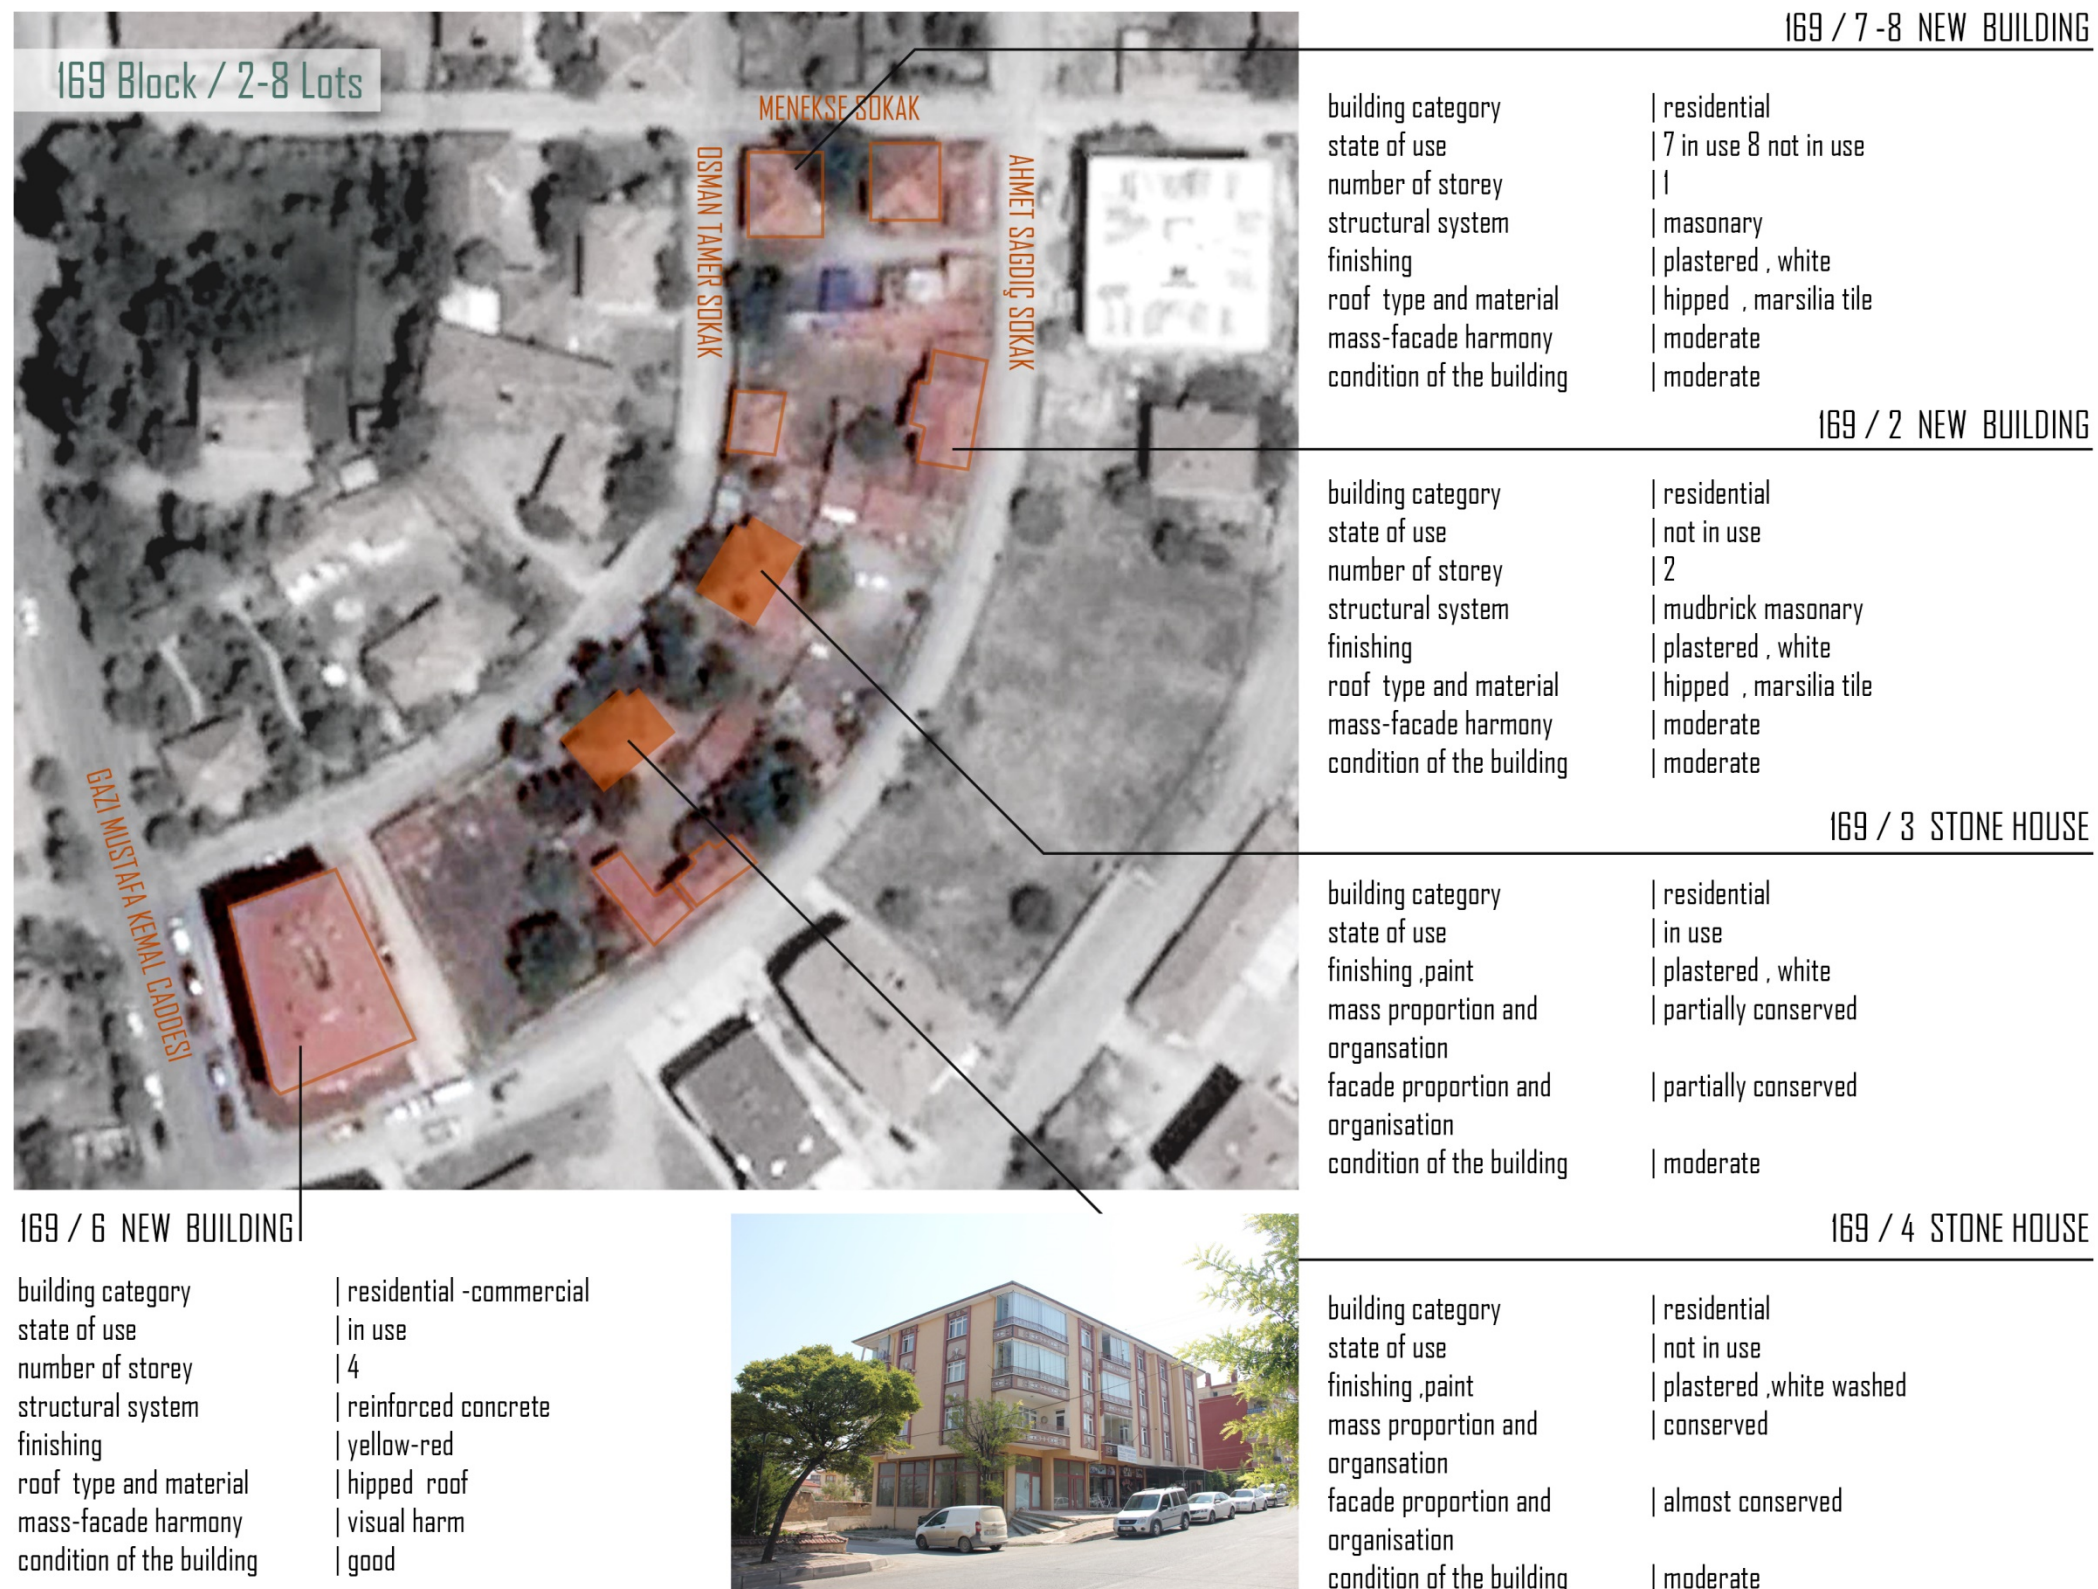 169 Block / 2-8 Lots
MENEKSE SOKAK
OSMAN TAMER SOKAK
AHMET SAGDIÇ SOKAK
GAZI MUSTAFA KEMAL CADDESI
169 / 7 -8 NEW BUILDING
building category | residential
state of use | 7 in use 8 not in use
number of storey | 1
structural system | masonary
finishing | plastered , white
roof type and material | hipped , marsilia tile
mass-facade harmony | moderate
condition of the building | moderate
169 / 2 NEW BUILDING
building category | residential
state of use | not in use
number of storey | 2
structural system | mudbrick masonary
finishing | plastered , white
roof type and material | hipped , marsilia tile
mass-facade harmony | moderate
condition of the building | moderate
169 / 3 STONE HOUSE
building category | residential
state of use | in use
finishing ,paint | plastered , white
mass proportion and | partially conserved
organsation
facade proportion and | partially conserved
organisation
condition of the building | moderate
169 / 4 STONE HOUSE
building category | residential
state of use | not in use
finishing ,paint | plastered ,white washed
mass proportion and | conserved
organsation
facade proportion and | almost conserved
organisation
condition of the building | moderate
169 / 6 NEW BUILDING
building category | residential -commercial
state of use | in use
number of storey | 4
structural system | reinforced concrete
finishing | yellow-red
roof type and material | hipped roof
mass-facade harmony | visual harm
condition of the building | good